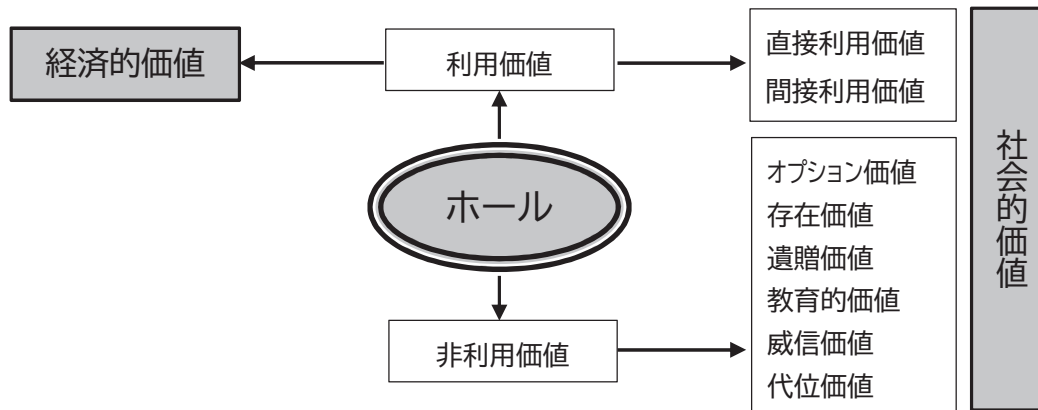 経済的価値
利用価値
直接利用価値
間接利用価値
ホール
オプション価値
存在価値
遺贈価値
教育的価値
威信価値
代位価値
非利用価値
社会的価値